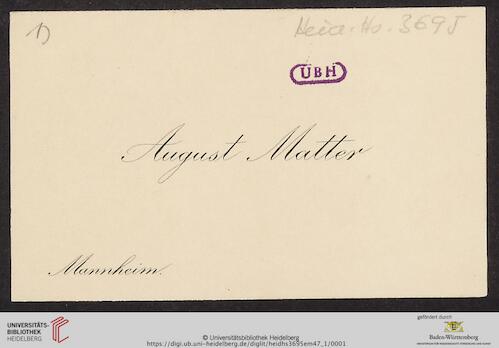 1)
Heid. Hs. 3695
UBH
August Matter
Mannheim.
UNIVERSITÄTS-
BIBLIOTHEK
HEIDELBERG
© Universitätsbibliothek Heidelberg
https://digi.ub.uni-heidelberg.de/diglit/heidhs3695em47_1/0001
gefördert durch
Baden-Württemberg